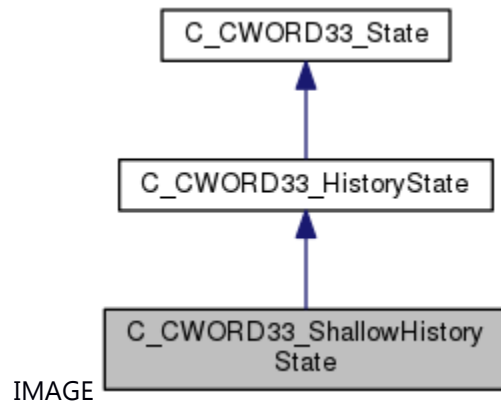 C_CWORD33_State
C_CWORD33_HistoryState
C_CWORD33_ShallowHistory
State
IMAGE